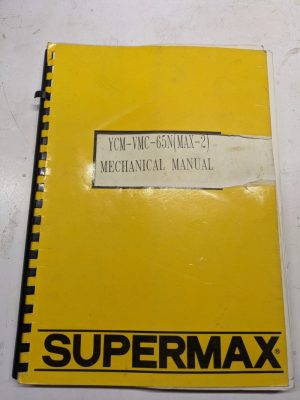 YCM-VMC-65N(MAX-2)
MECHANICAL MANUAL
SUPERMAX®